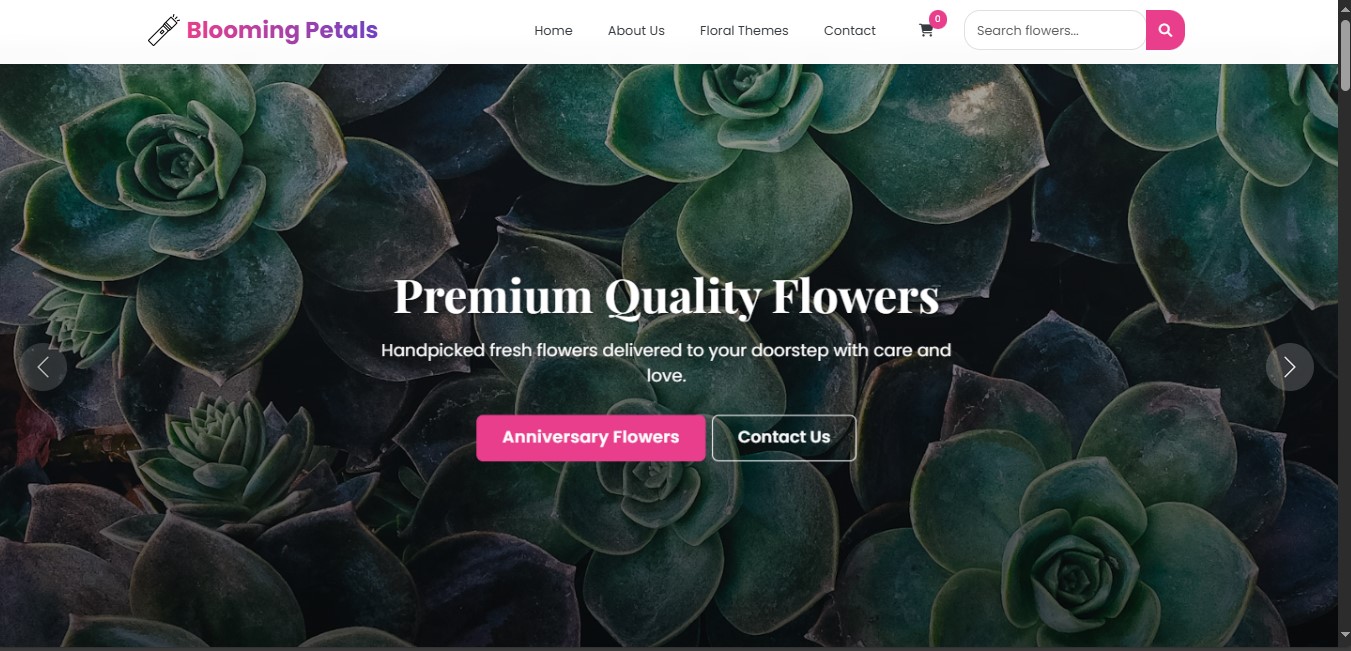 Blooming Petals
Home
About Us
Floral Themes
Contact
0
Search flowers...
Premium Quality Flowers
Handpicked fresh flowers delivered to your doorstep with care and
love.
Anniversary Flowers
Contact Us